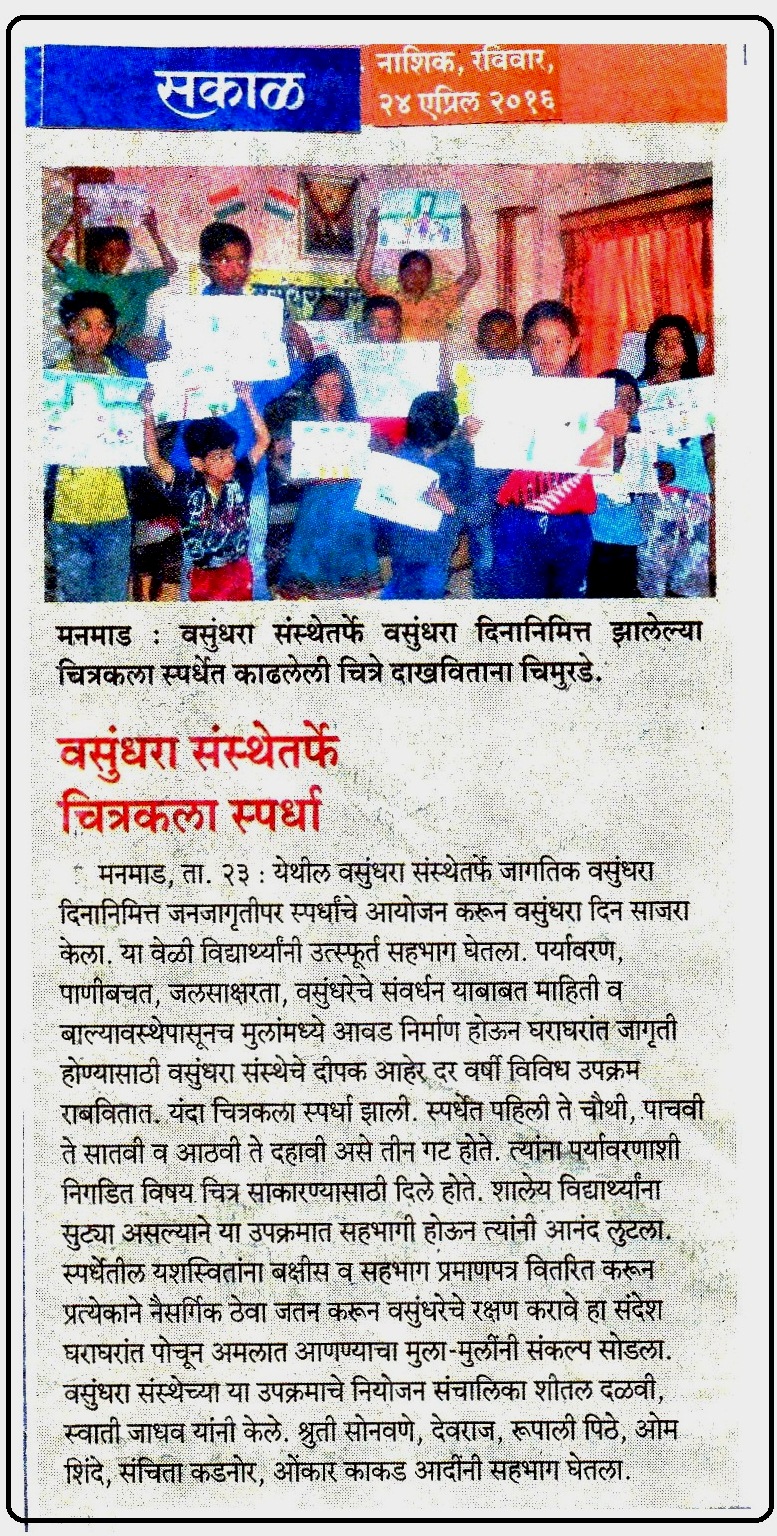 सकाळ
नाशिक, रविवार,
२४ एप्रिल २०१६
मनमाड : वसुंधरा संस्थेतर्फे वसुंधरा दिनानिमित्त झालेल्या
चित्रकला स्पर्धेत काढलेली चित्रे दाखविताना चिमुरडे.
वसुंधरा संस्थेतर्फे
चित्रकला स्पर्धा
मनमाड, ता. २३ : येथील वसुंधरा संस्थेतर्फे जागतिक वसुंधरा
दिनानिमित्त जनजागृतीपर स्पर्धांचे आयोजन करून वसुंधरा दिन साजरा
केला. या वेळी विद्यार्थ्यांनी उत्स्फूर्त सहभाग घेतला. पर्यावरण,
पाणीबचत, जलसाक्षरता, वसुंधरेचे संवर्धन याबाबत माहिती व
बाल्यावस्थेपासूनच मुलांमध्ये आवड निर्माण होऊन घराघरांत जागृती
होण्यासाठी वसुंधरा संस्थेचे दीपक आहेर दर वर्षी विविध उपक्रम
राबवितात. यंदा चित्रकला स्पर्धा झाली. स्पर्धेत पहिली ते चौथी, पाचवी
ते सातवी व आठवी ते दहावी असे तीन गट होते. त्यांना पर्यावरणाशी
निगडित विषय चित्र साकारण्यासाठी दिले होते. शालेय विद्यार्थ्यांना
सुट्या असल्याने या उपक्रमात सहभागी होऊन त्यांनी आनंद लुटला.
स्पर्धेतील यशस्वितांना बक्षीस व सहभाग प्रमाणपत्र वितरित करून
प्रत्येकाने नैसर्गिक ठेवा जतन करून वसुंधरेचे रक्षण करावे हा संदेश
घराघरांत पोचून अमलात आणण्याचा मुला-मुलींनी संकल्प सोडला.
वसुंधरा संस्थेच्या या उपक्रमाचे नियोजन संचालिका शीतल दळवी,
स्वाती जाधव यांनी केले. श्रुती सोनवणे, देवराज, रूपाली पिठे, ओम
शिंदे, संचिता कडनोर, ओंकार काकड आदींनी सहभाग घेतला.